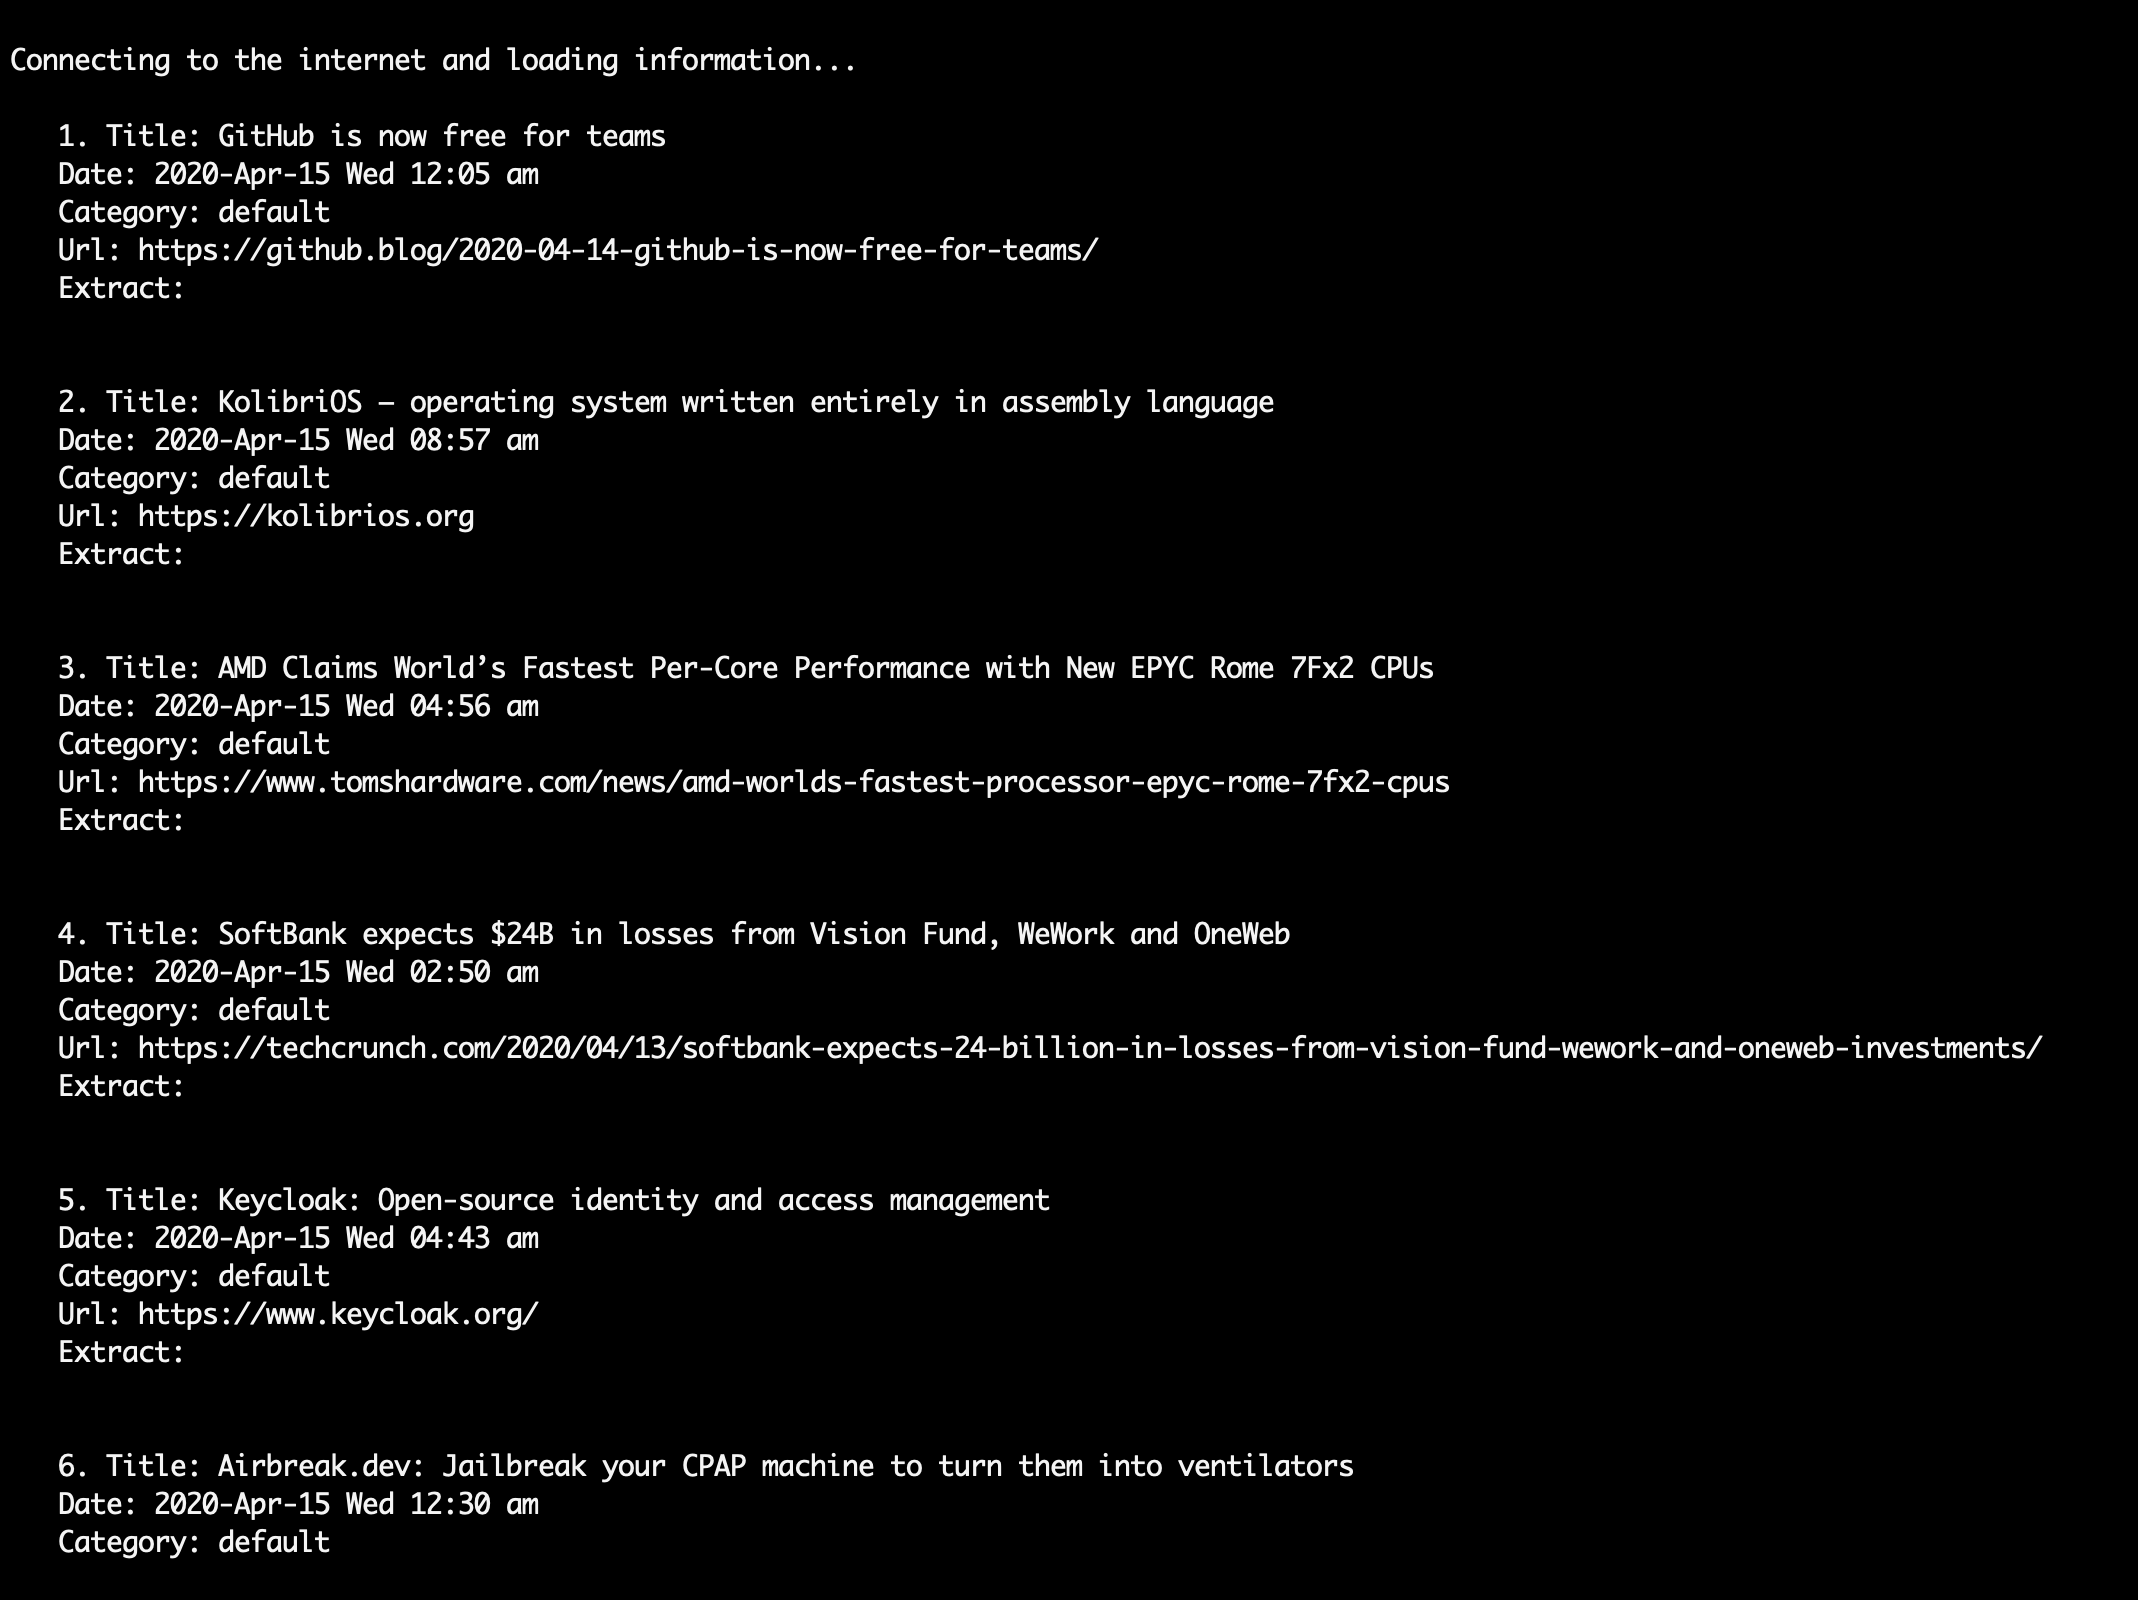 Connecting to the internet and loading information...
1. Title: GitHub is now free for teams
Date: 2020-Apr-15 Wed 12:05 am
Category: default
Url: https://github.blog/2020-04-14-github-is-now-free-for-teams/
Extract:
2. Title: KolibriOS – operating system written entirely in assembly language
Date: 2020-Apr-15 Wed 08:57 am
Category: default
Url: https://kolibrios.org
Extract:
3. Title: AMD Claims World’s Fastest Per-Core Performance with New EPYC Rome 7Fx2 CPUs
Date: 2020-Apr-15 Wed 04:56 am
Category: default
Url: https://www.tomshardware.com/news/amd-worlds-fastest-processor-epyc-rome-7fx2-cpus
Extract:
4. Title: SoftBank expects $24B in losses from Vision Fund, WeWork and OneWeb
Date: 2020-Apr-15 Wed 02:50 am
Category: default
Url: https://techcrunch.com/2020/04/13/softbank-expects-24-billion-in-losses-from-vision-fund-wework-and-oneweb-investments/
Extract:
5. Title: Keycloak: Open-source identity and access management
Date: 2020-Apr-15 Wed 04:43 am
Category: default
Url: https://www.keycloak.org/
Extract:
6. Title: Airbreak.dev: Jailbreak your CPAP machine to turn them into ventilators
Date: 2020-Apr-15 Wed 12:30 am
Category: default